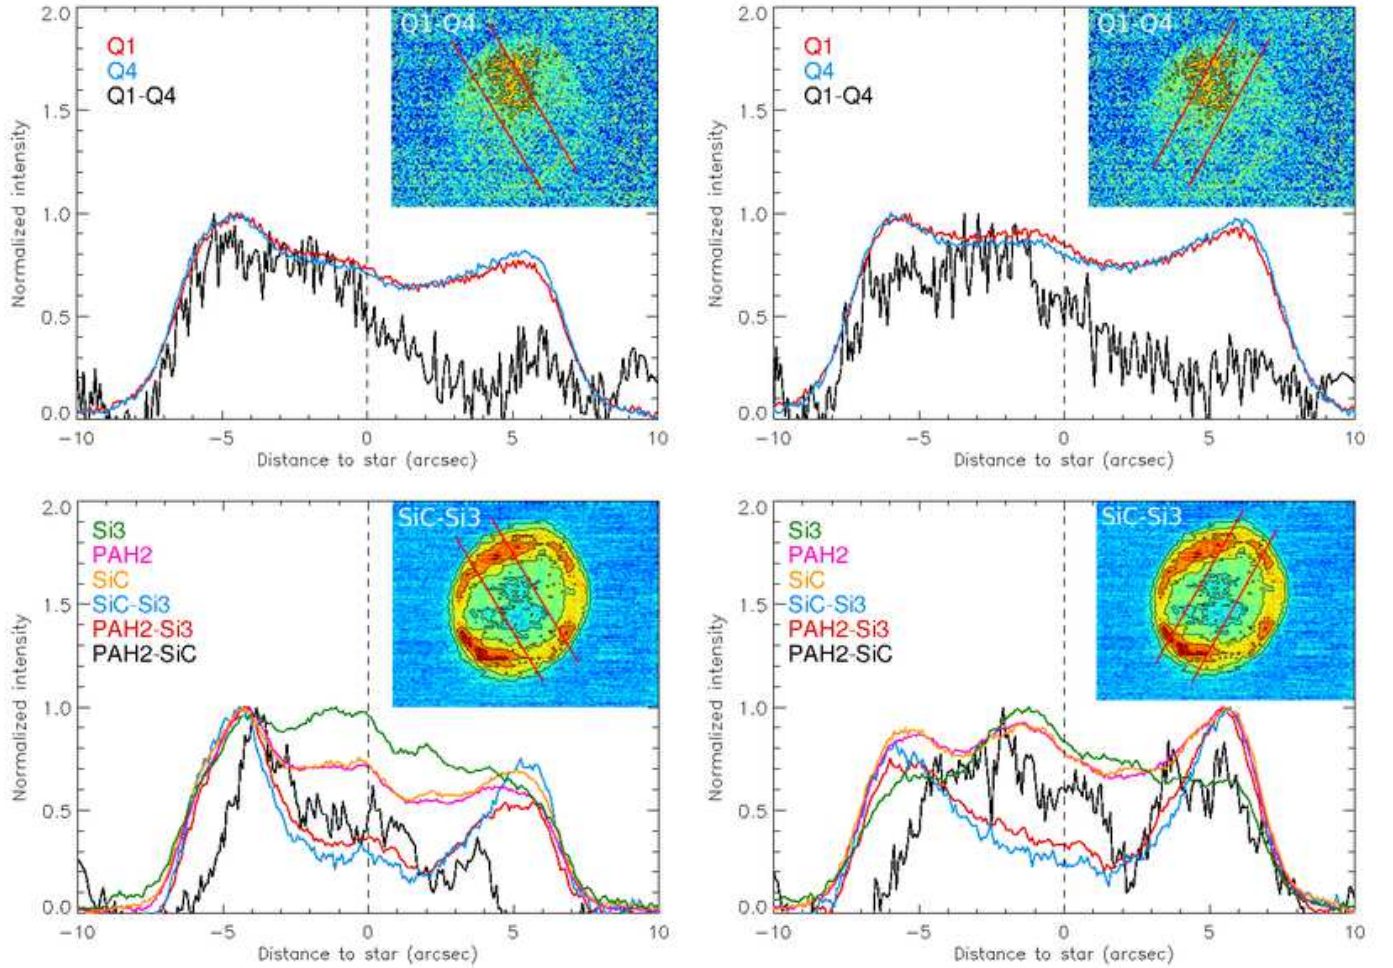 2.0
1.5
1.0
0.5
0.0
Normalized intensity
Q1
Q4
Q1-Q4
Q1-Q4
-10 -5 0 5 10
Distance to star (arcsec)
2.0
1.5
1.0
0.5
0.0
Normalized intensity
Q1
Q4
Q1-Q4
Q1-Q4
-10 -5 0 5 10
Distance to star (arcsec)
2.0
1.5
1.0
0.5
0.0
Normalized intensity
Si3
PAH2
SiC
SiC-Si3
PAH2-Si3
PAH2-SiC
SiC-Si3
-10 -5 0 5 10
Distance to star (arcsec)
2.0
1.5
1.0
0.5
0.0
Normalized intensity
Si3
PAH2
SiC
SiC-Si3
PAH2-Si3
PAH2-SiC
SiC-Si3
-10 -5 0 5 10
Distance to star (arcsec)